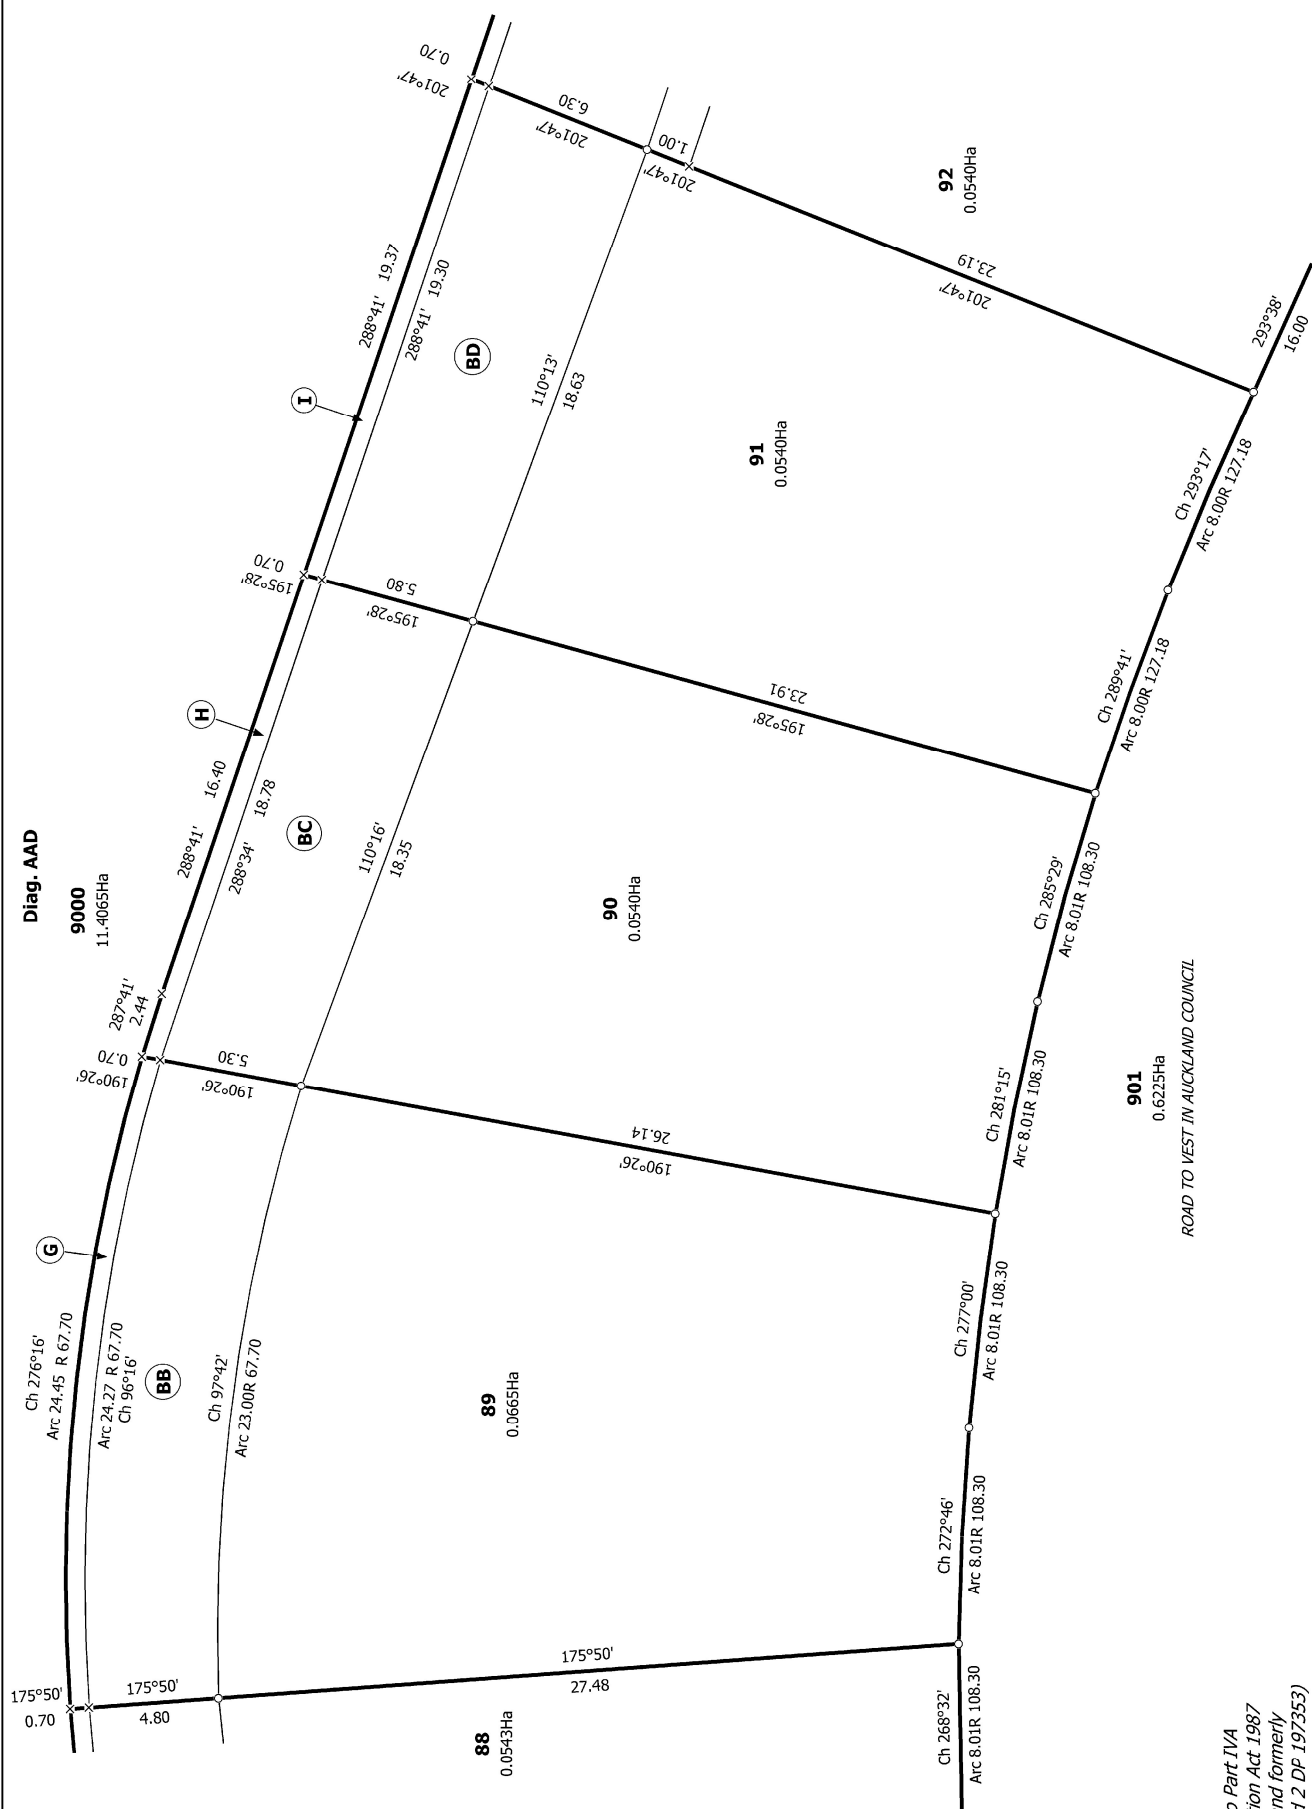 Diag. AAD
9000
11.4065Ha
201°47'
0.70
201°47'
6.30
201°47'
1.00
201°47'
23.19
92
0.0540Ha
288°41' 19.37
288°41' 19.30
I
BD
110°13'
18.63
91
0.0540Ha
293°38'
16.00
Ch 293°17'
Arc 8.00R 127.18
195°28'
0.70
195°28'
5.80
195°28'
23.91
Ch 289°41'
Arc 8.00R 127.18
H
288°41' 16.40
288°34' 18.78
BC
110°16'
18.35
90
0.0540Ha
Ch 285°29'
Arc 8.01R 108.30
287°41'
2.44
190°26'
0.70
190°26'
5.30
190°26'
26.14
Ch 281°15'
Arc 8.01R 108.30
901
0.6225Ha
ROAD TO VEST IN AUCKLAND COUNCIL
G
Ch 276°16'
Arc 24.45 R 67.70
Arc 24.27 R 67.70
Ch 96°16'
BB
Ch 97°42'
Arc 23.00R 67.70
89
0.0665Ha
Ch 277°00'
Arc 8.01R 108.30
Ch 272°46'
Arc 8.01R 108.30
175°50'
0.70
175°50'
4.80
175°50'
27.48
88
0.0543Ha
Ch 268°32'
Arc 8.01R 108.30
Part IVA
ion Act 1987
nd formerly
2 DP 197353)